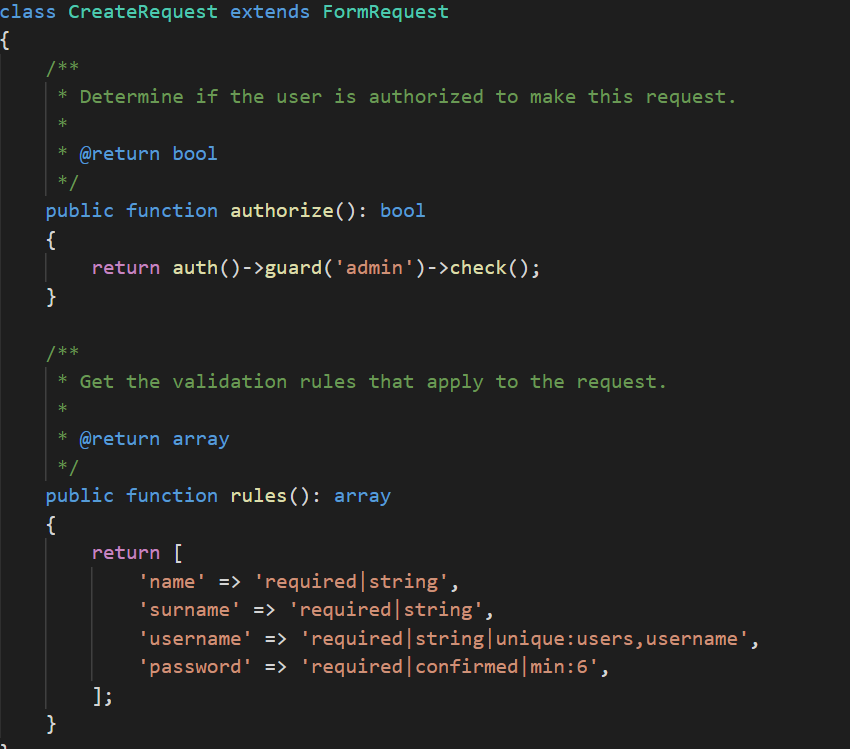 class CreateRequest extends FormRequest
{
    /**
     * Determine if the user is authorized to make this request.
     *
     * @return bool
     */
    public function authorize(): bool
    {
        return auth()->guard('admin')->check();
    }

    /**
     * Get the validation rules that apply to the request.
     *
     * @return array
     */
    public function rules(): array
    {
        return [
            'name' => 'required|string',
            'surname' => 'required|string',
            'username' => 'required|string|unique:users,username',
            'password' => 'required|confirmed|min:6',
        ];
    }
}